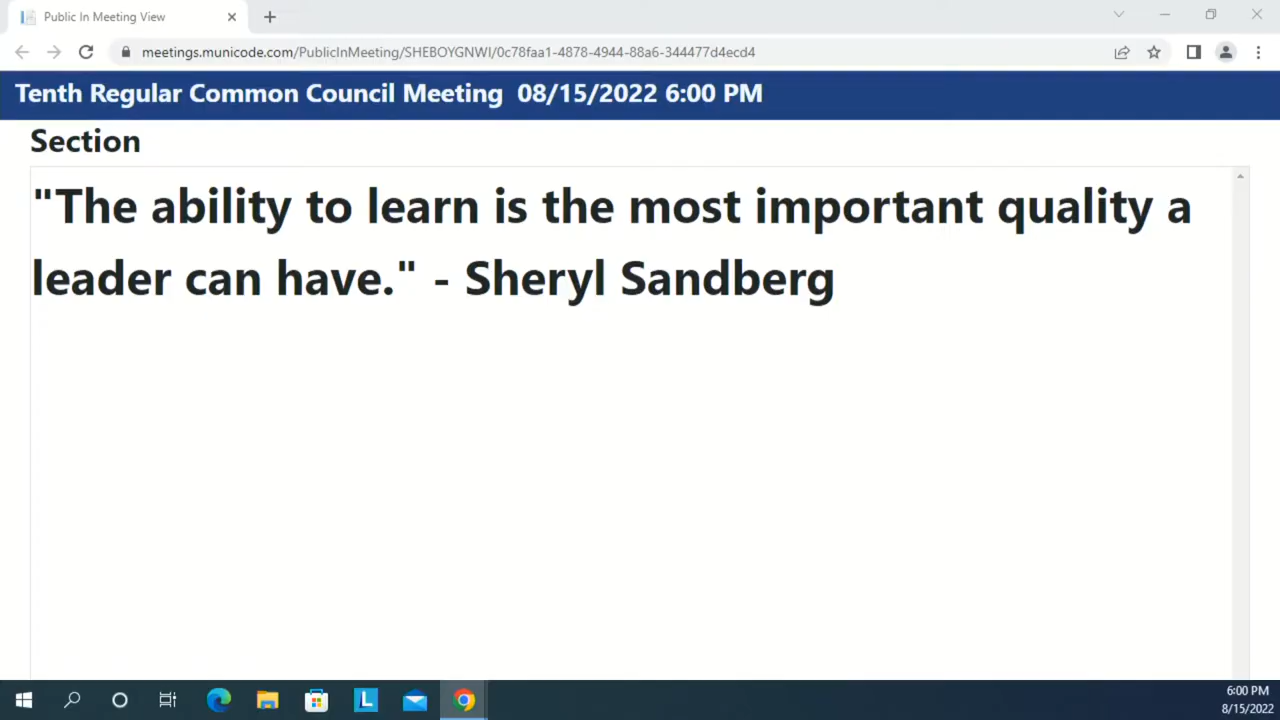 Public In Meeting View
meetings.municode.com/PublicInMeeting/SHEBOYGNWI/0c78faa1-4878-4944-88a6-344477d4ecd4
Tenth Regular Common Council Meeting 08/15/2022 6:00 PM
Section
"The ability to learn is the most important quality a
leader can have." - Sheryl Sandberg
L
6:00 PM
8/15/2022